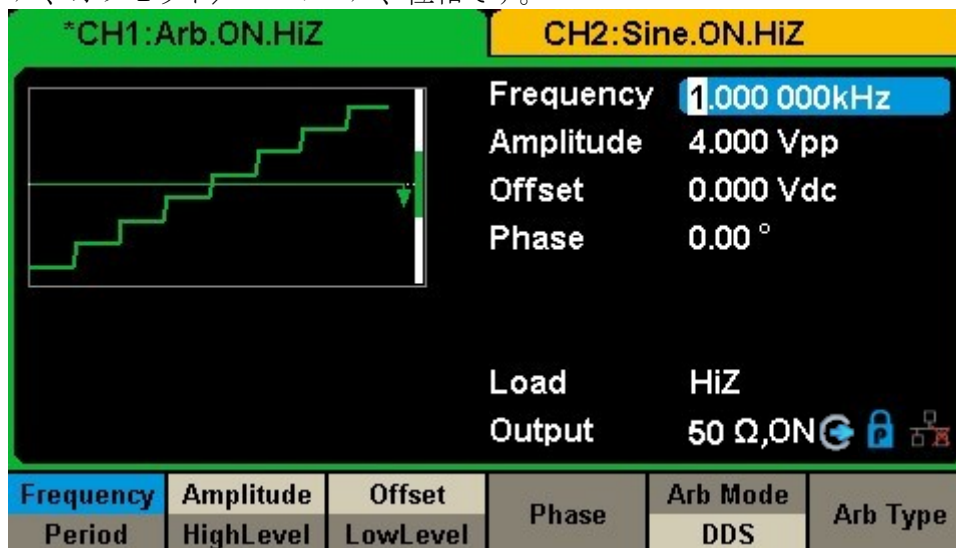 *CH1:Arb.ON.HiZ
CH2:Sine.ON.HiZ
Frequency 1.000 000kHz
Amplitude 4.000 Vpp
Offset 0.000 Vdc
Phase 0.00 °
Load HiZ
Output 50 Ω,ON
Frequency Amplitude Offset Phase Arb Mode Arb Type
Period HighLevel LowLevel DDS